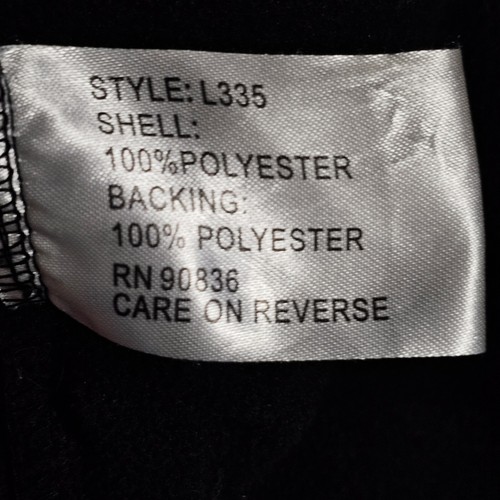 STYLE: L335
SHELL:
100%POLYESTER
BACKING:
100% POLYESTER
RN 90836
CARE ON REVERSE